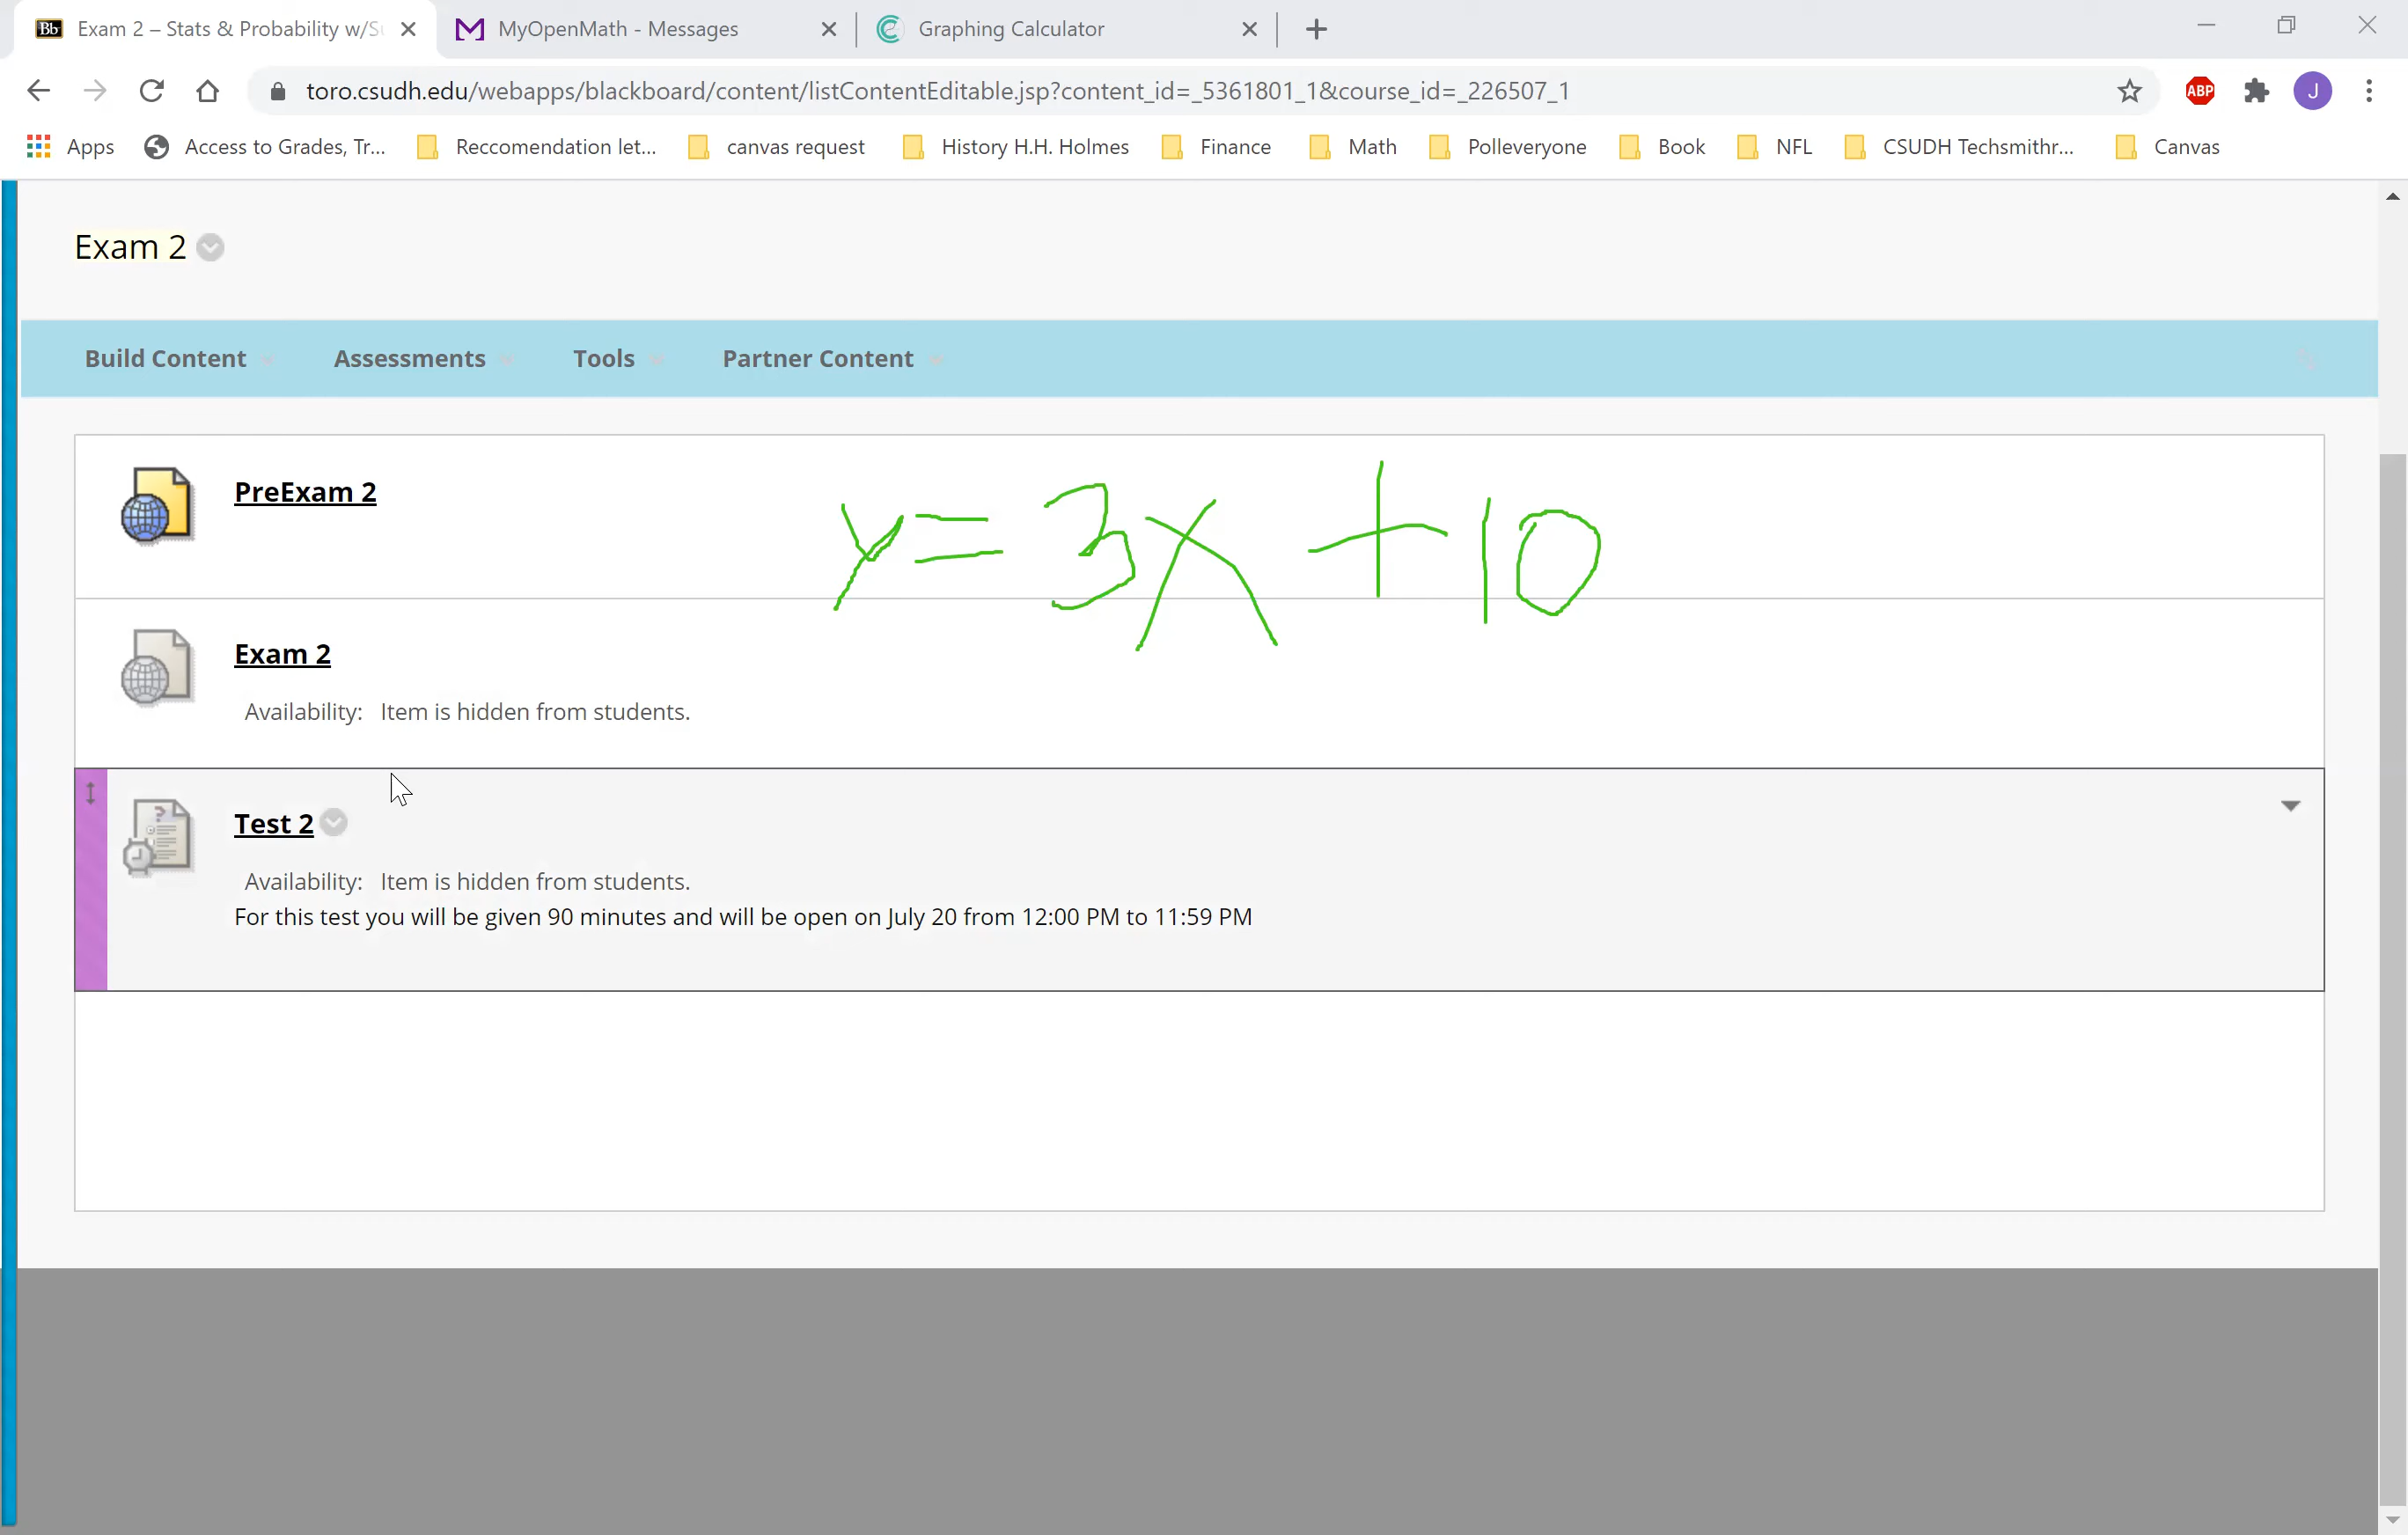 Exam 2 – Stats & Probability w/Su
MyOpenMath - Messages
Graphing Calculator
toro.csudh.edu/webapps/blackboard/content/listContentEditable.jsp?content_id=_5361801_1&course_id=_226507_1
ABP
J
Apps
Access to Grades, Tr...
Reccomendation let...
canvas request
History H.H. Holmes
Finance
Math
Polleveryone
Book
NFL
CSUDH Techsmithr...
Canvas
Exam 2
Build Content
Assessments
Tools
Partner Content
PreExam 2
y = 3x + 10
Exam 2
Availability: Item is hidden from students.
Test 2
Availability: Item is hidden from students.
For this test you will be given 90 minutes and will be open on July 20 from 12:00 PM to 11:59 PM